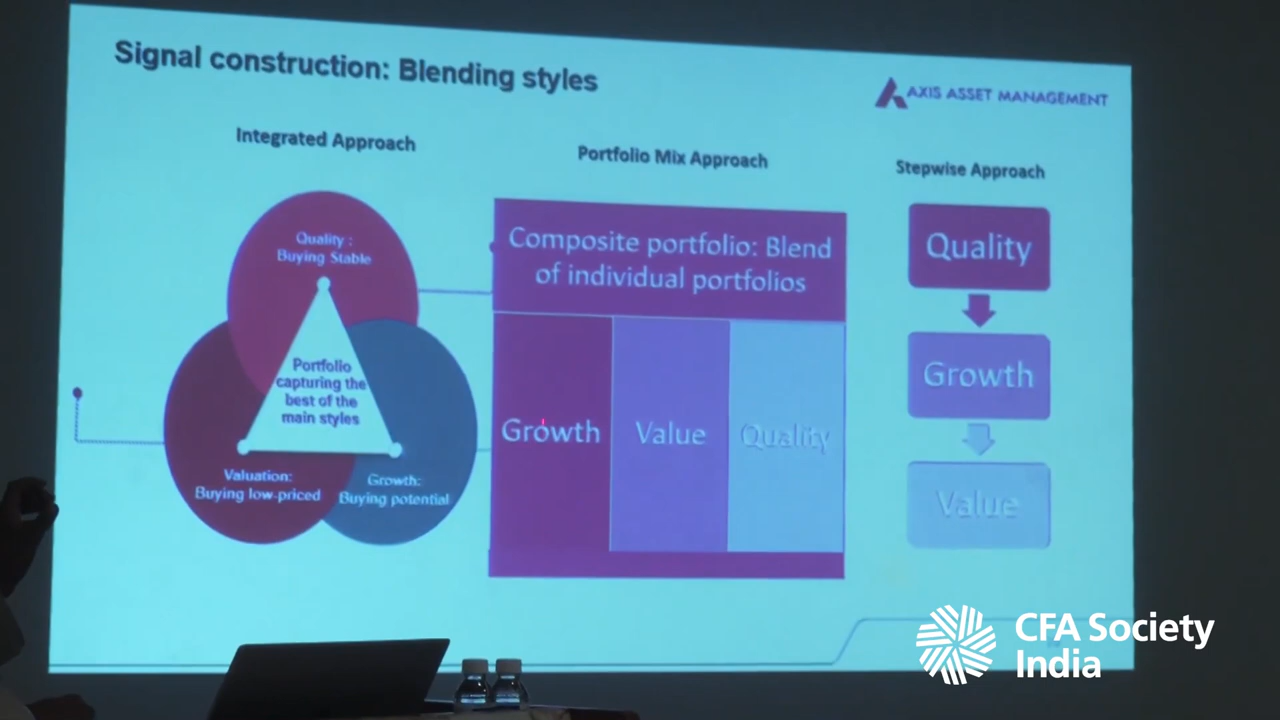 Signal construction: Blending styles
AXIS ASSET MANAGEMENT
Integrated Approach
Quality :
Buying Stable
Portfolio
capturing the
best of the
main styles
Valuation:
Buying low-priced
Growth:
Buying potential
Portfolio Mix Approach
Composite portfolio: Blend
of individual portfolios
Growth
Value
Quality
Stepwise Approach
Quality
Growth
Value
CFA Society
India